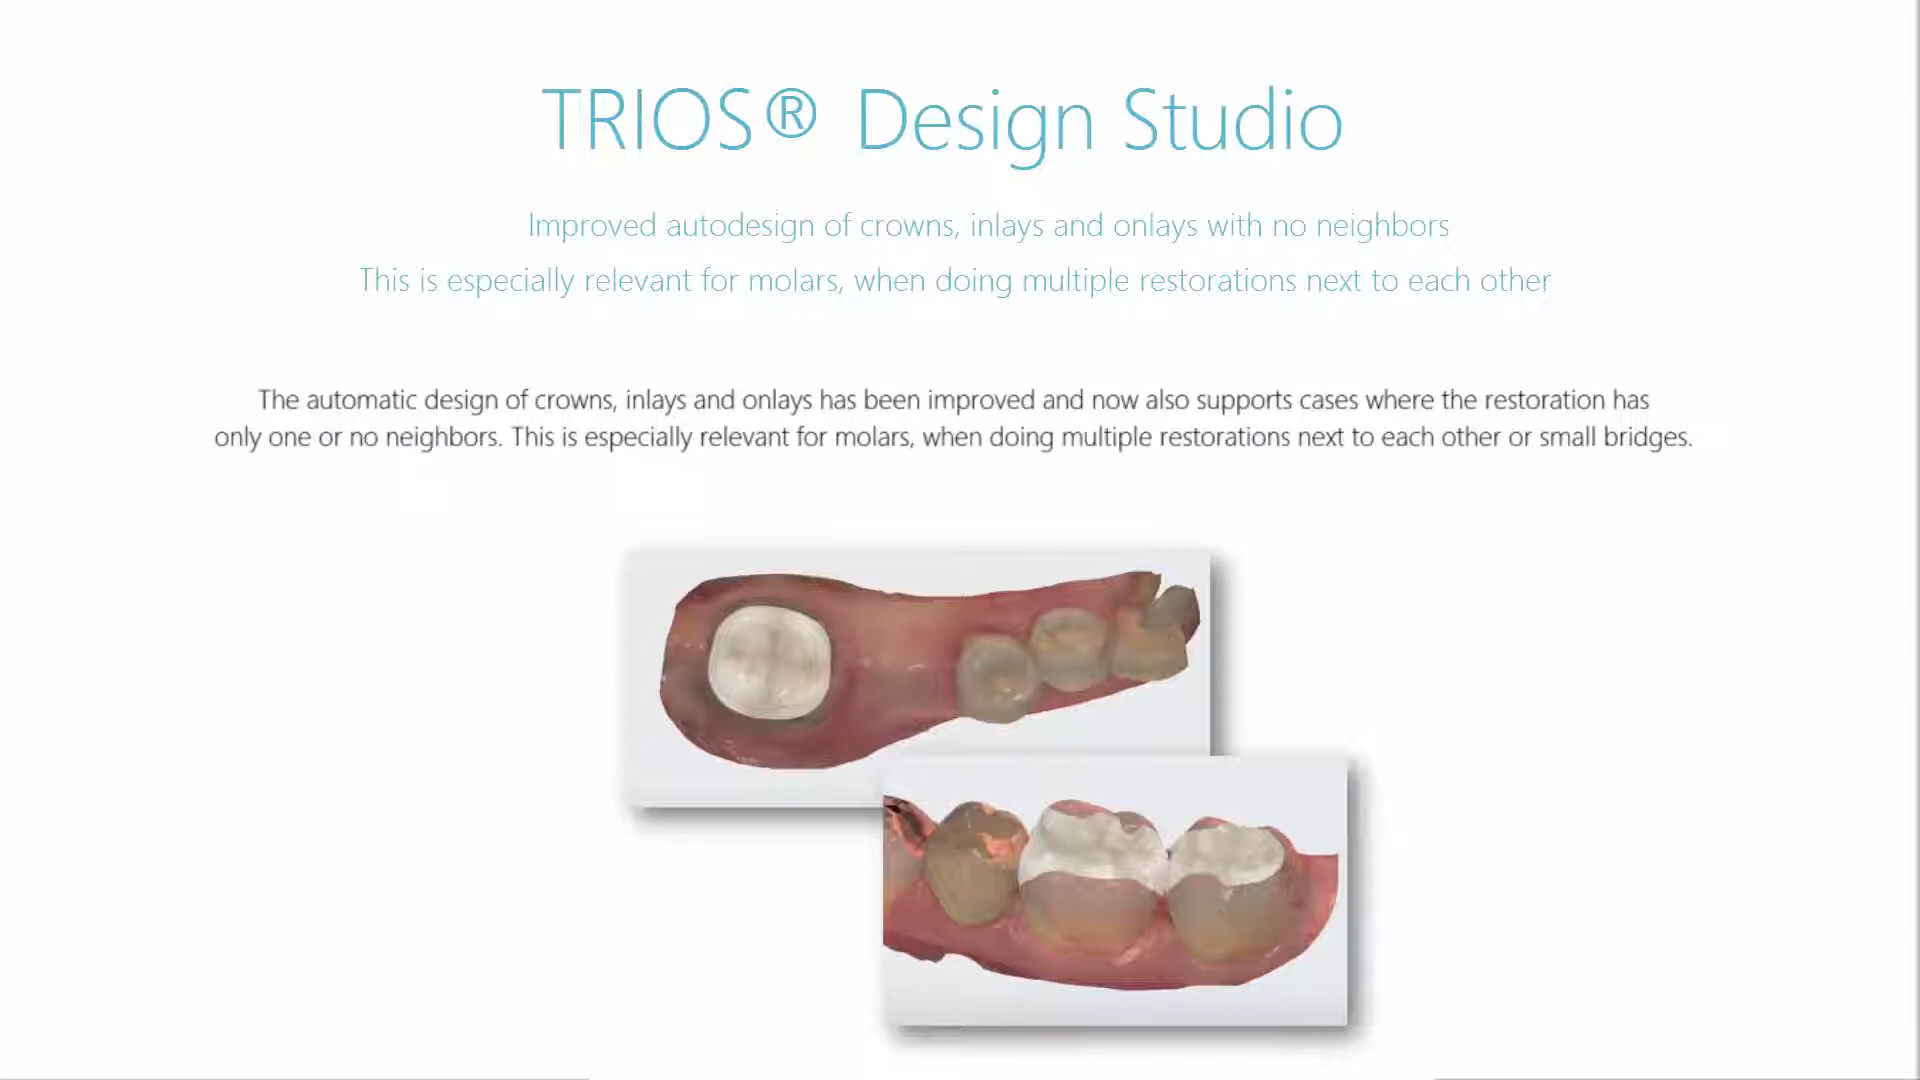 TRIOS® Design Studio
Improved autodesign of crowns, inlays and onlays with no neighbors
This is especially relevant for molars, when doing multiple restorations next to each other
The automatic design of crowns, inlays and onlays has been improved and now also supports cases where the restoration has
only one or no neighbors. This is especially relevant for molars, when doing multiple restorations next to each other or small bridges.